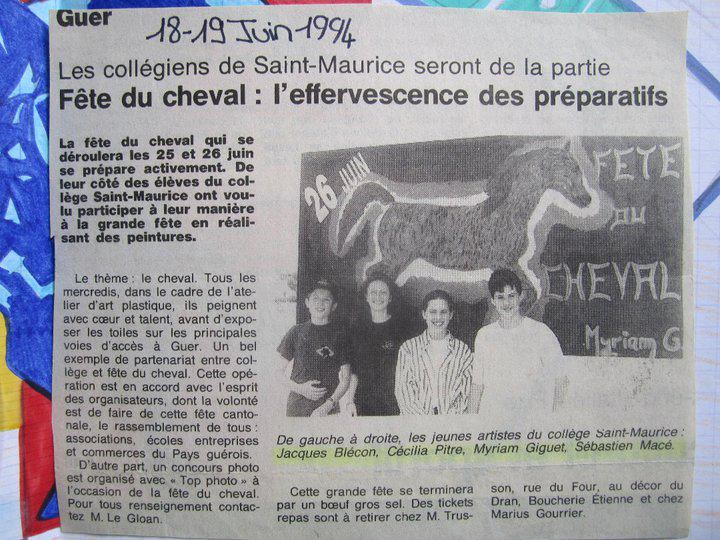 Guer
18-19 Juin 1994
Les collégiens de Saint-Maurice seront de la partie
Fête du cheval : l'effervescence des préparatifs
La fête du cheval qui se
déroulera les 25 et 26 juin
se prépare activement. De
leur côté des élèves du col-
lège Saint-Maurice ont vou-
lu participer à leur manière
à la grande fête en réali-
sant des peintures.
Le thème : le cheval. Tous les
mercredis, dans le cadre de l'ate-
lier d'art plastique, ils peignent
avec cœur et talent, avant d'expo-
ser les toiles sur les principales
voies d'accès à Guer. Un bel
exemple de partenariat entre col-
lège et fête du cheval. Cette opé-
ration est en accord avec l'esprit
des organisateurs, dont la volonté
est de faire de cette fête canto-
nale, le rassemblement de tous :
associations, écoles entreprises
et commerces du Pays guérois.
D'autre part, un concours photo
est organisé avec « Top photo » à
l'occasion de la fête du cheval.
Pour tous renseignement contac-
tez M. Le Gloan.
26 JUIN
FETE
DU
CHEVAL
Myriam G
De gauche à droite, les jeunes artistes du collège Saint-Maurice :
Jacques Blécon, Cécilia Pitre, Myriam Giguet, Sébastien Macé.
Cette grande fête se terminera
par un bœuf gros sel. Des tickets
repas sont à retirer chez M. Trus-
son, rue du Four, au décor du
Dran, Boucherie Étienne et chez
Marius Gourrier.